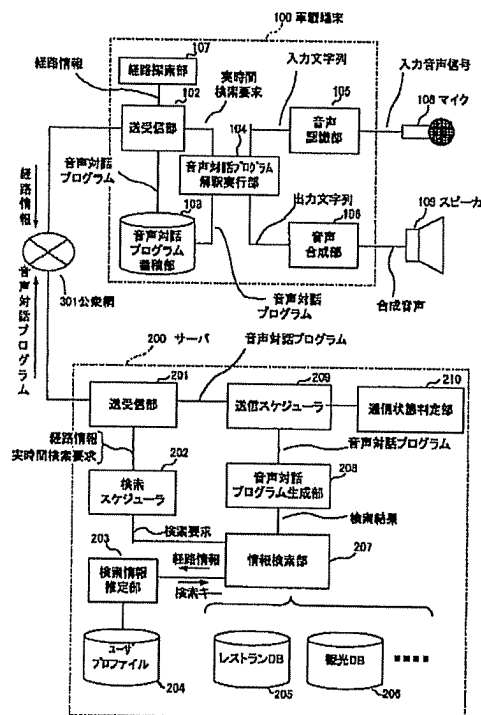 100 車載端末
107
経路探索部
経路情報
102
送受信部
実時間
検索要求
入力文字列
105
音声
認識部
入力音声信号
108 マイク
104
音声対話プログラム
解釈実行部
音声対話
プログラム
103
音声対話
プログラム
蓄積部
出力文字列
106
音声
合成部
109 スピーカ
合成音声
音声対話
プログラム
経路情報
301公衆網
音声対話プログラム
200 サーバ
音声対話プログラム
201
送受信部
209
送信スケジューラ
210
通信状態判定部
経路情報
実時間検索要求
202
検索
スケジューラ
音声対話プログラム
208
音声対話
プログラム生成部
検索要求
検索結果
203
検索情報
推定部
経路情報
検索キー
情報検索部
207
ユーザ
プロファイル
204
レストランDB
205
観光DB
206